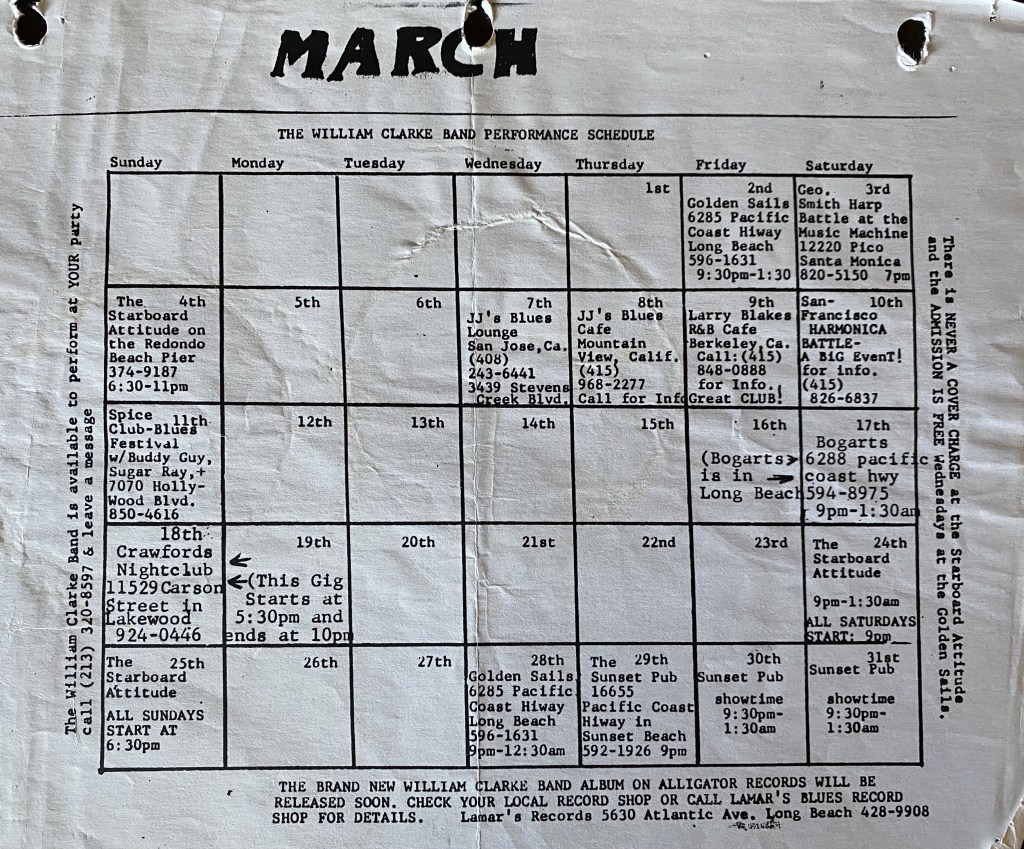 MARCH
THE WILLIAM CLARKE BAND PERFORMANCE SCHEDULE
Sunday Monday Tuesday Wednesday Thursday Friday Saturday
1st
2nd
Golden Sails
6285 Pacific
Coast Hiway
Long Beach
596-1631
9:30pm-1:30
Geo. 3rd
Smith Harp
Battle at the
Music Machine
12220 Pico
Santa Monica
820-5150 7pm
The 4th
Starboard
Attitude on
the Redondo
Beach Pier
374-9187
6:30-11pm
5th
6th
7th
JJ's Blues
Lounge
San Jose,Ca.
(408)
243-6441
3439 Stevens
Creek Blvd.
8th
JJ's Blues
Cafe
Mountain
View, Calif.
(415)
968-2277
Call for Info
9th
Larry Blakes
R&B Cafe
Berkeley,Ca.
Call:(415)
848-0888
for Info.
Great CLUB!
San- 10th
Francisco
HARMONICA
BATTLE-
A BiG EvenT!
for info.
(415)
826-6837
Spice 11th
Club-Blues
Festival
w/Buddy Guy,
Sugar Ray,+
7070 Holly-
Wood Blvd.
850-4616
12th
13th
14th
15th
16th
(Bogarts>
is in →
Long Beach
17th
Bogarts
6288 pacific
coast hwy
594-8975
9pm-1:30am
18th
Crawfords
Nightclub
11529 Carson
Street in
Lakewood
924-0446
19th
←
←(This Gig
Starts at
5:30pm and
ends at 10pm
20th
21st
22nd
23rd
The 24th
Starboard
Attitude
9pm-1:30am
ALL SATURDAYS
START: 9pm
The 25th
Starboard
Attitude
ALL SUNDAYS
START AT
6:30pm
26th
27th
28th
Golden Sails
6285 Pacific
Coast Hiway
Long Beach
596-1631
9pm-12:30am
The 29th
Sunset Pub
16655
Pacific Coast
Hiway in
Sunset Beach
592-1926 9pm
30th
Sunset Pub
showtime
9:30pm-
1:30am
31st
Sunset Pub
showtime
9:30pm-
1:30am
The William Clarke Band is available to perform at YOUR party
call (213) 320-8597 & leave a message
There is NEVER A COVER CHARGE at the Starboard Attitude
and the ADMISSION IS FREE Wednesdays at the Golden Sails.
THE BRAND NEW WILLIAM CLARKE BAND ALBUM ON ALLIGATOR RECORDS WILL BE
RELEASED SOON. CHECK YOUR LOCAL RECORD SHOP OR CALL LAMAR'S BLUES RECORD
SHOP FOR DETAILS. Lamar's Records 5630 Atlantic Ave. Long Beach 428-9908